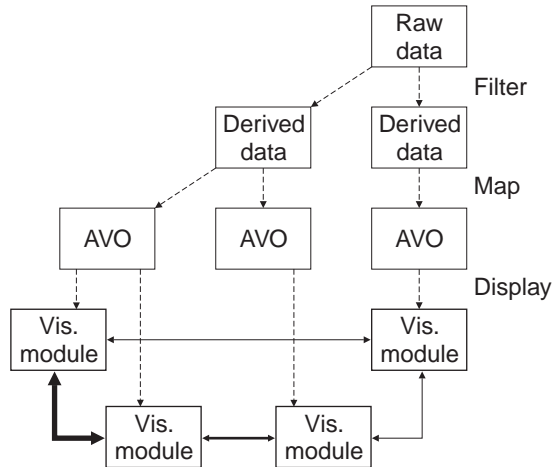 Raw
data
Filter
Derived
data
Derived
data
Map
AVO
AVO
AVO
Display
Vis.
module
Vis.
module
Vis.
module
Vis.
module